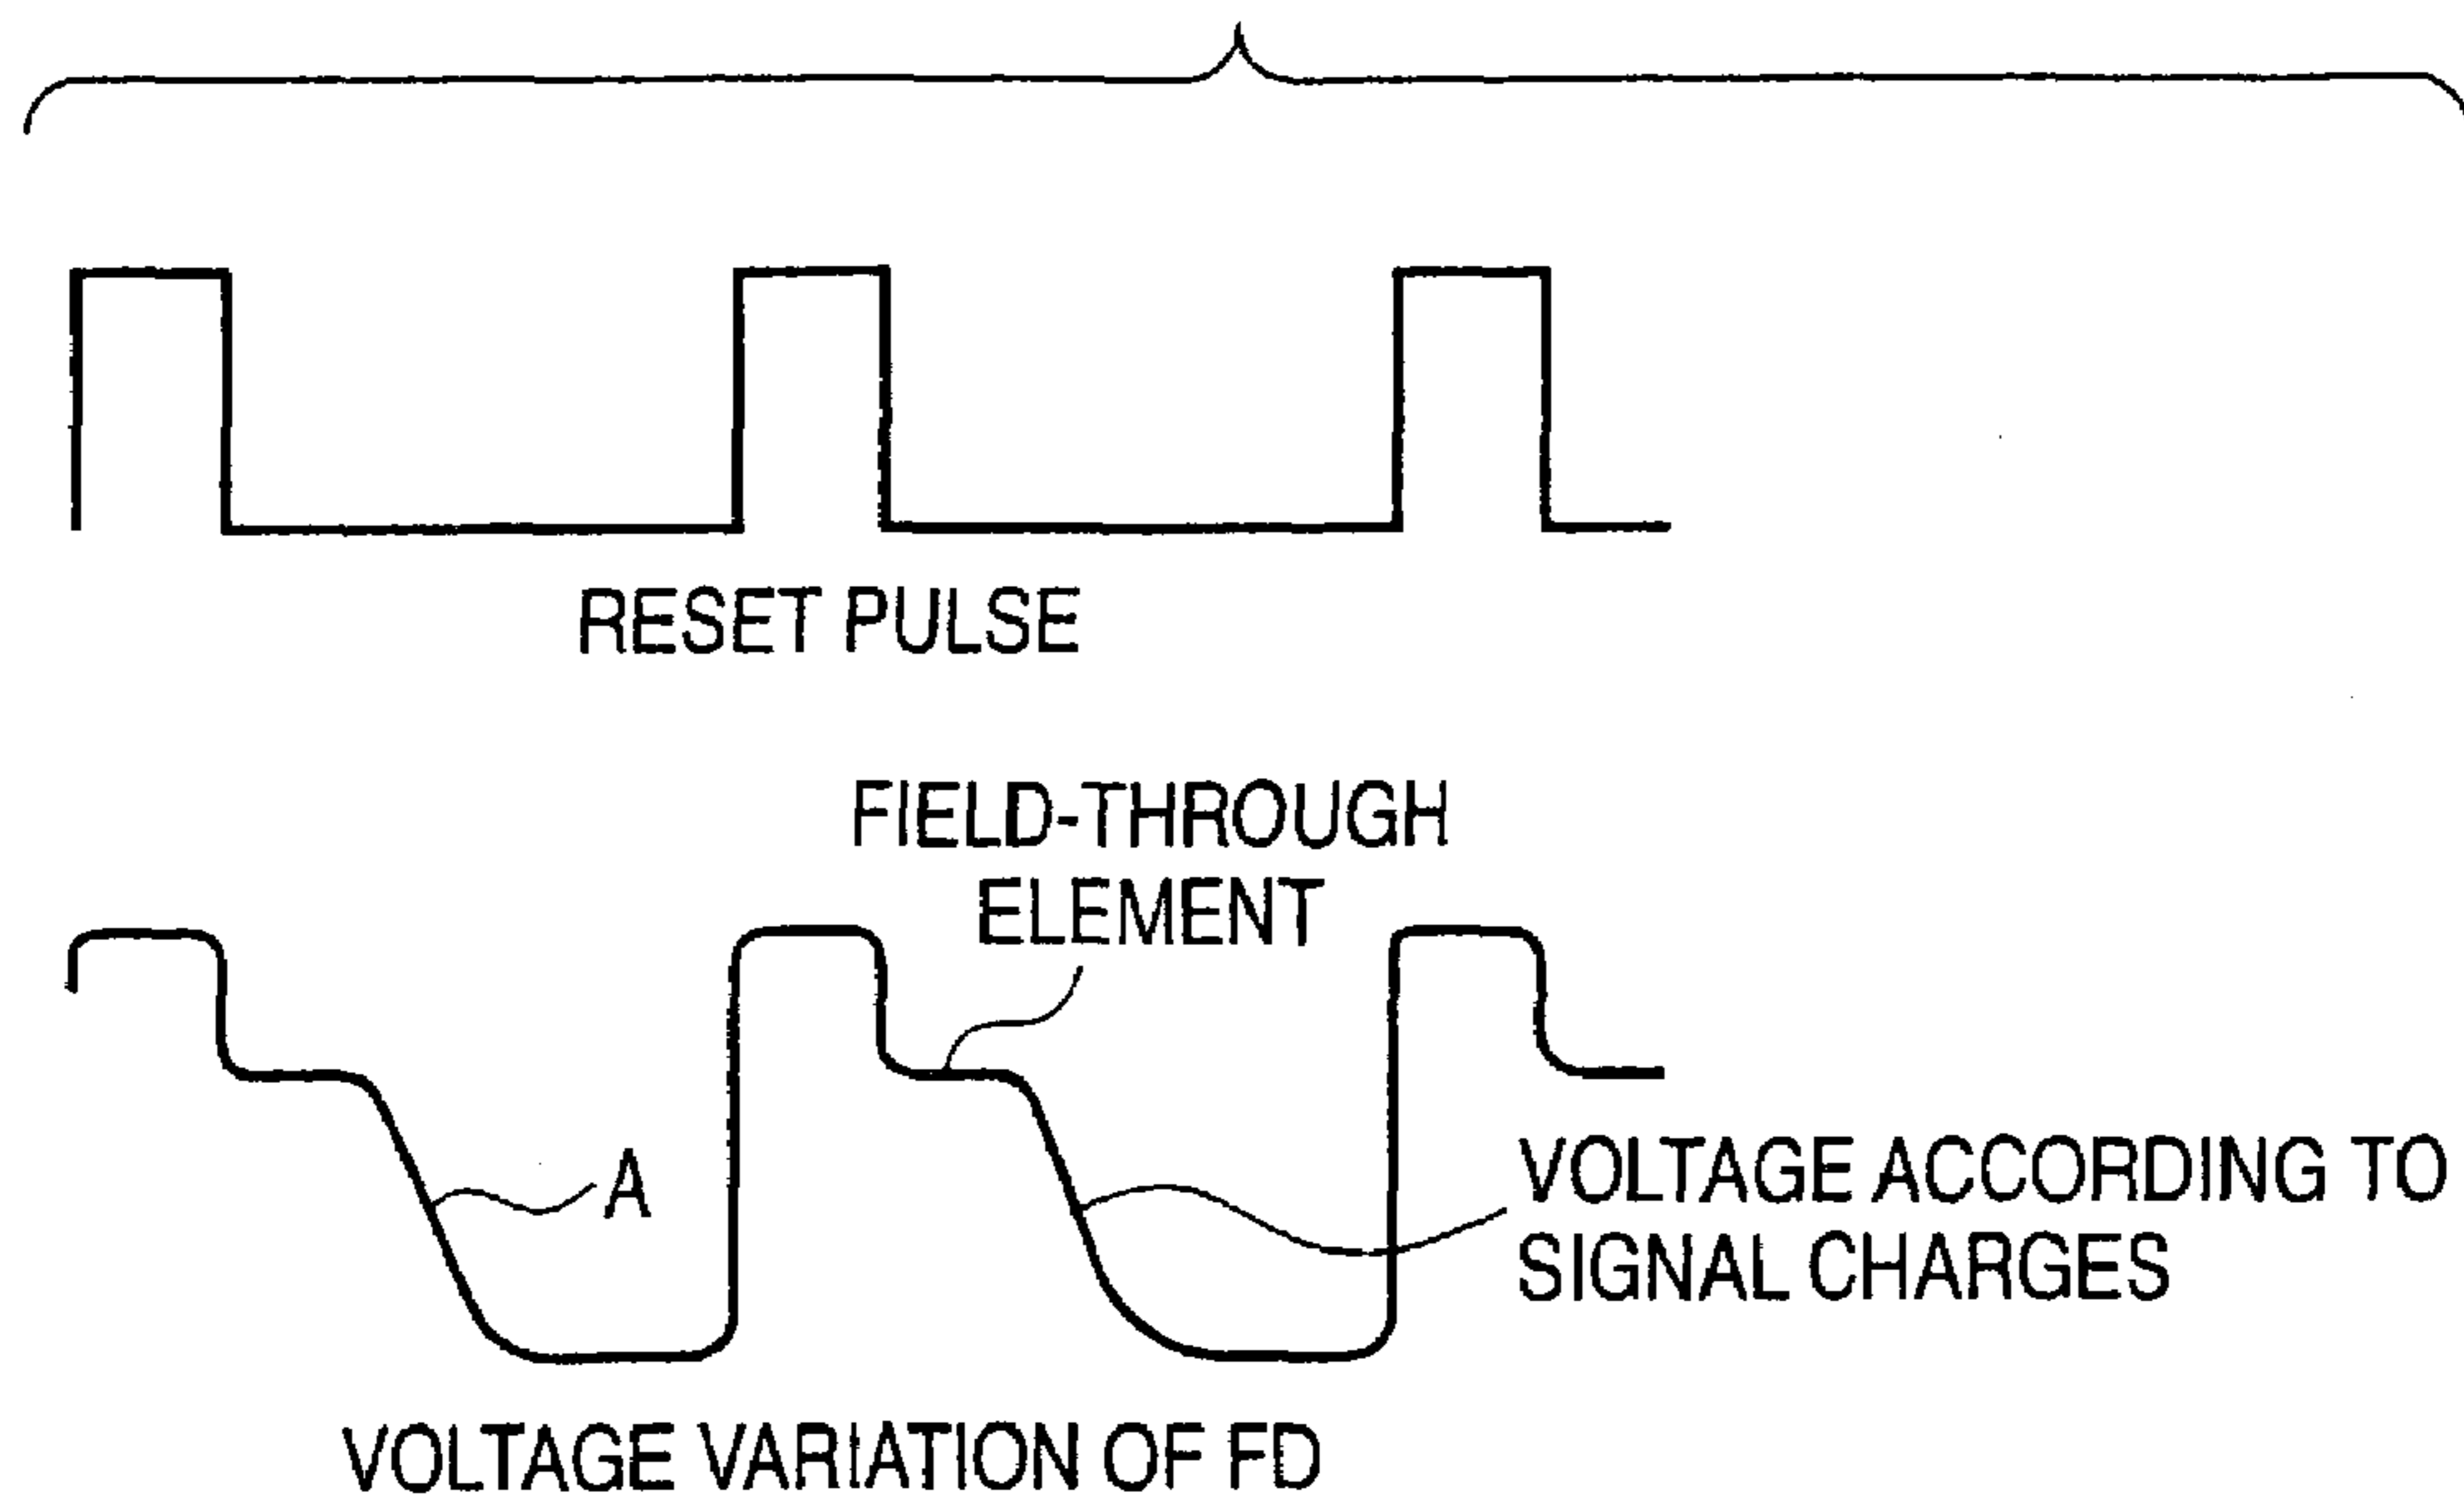 RESET PULSE
FIELD-THROUGH
ELEMENT
A
VOLTAGE ACCORDING TO
SIGNAL CHARGES
VOLTAGE VARIATION OF FD